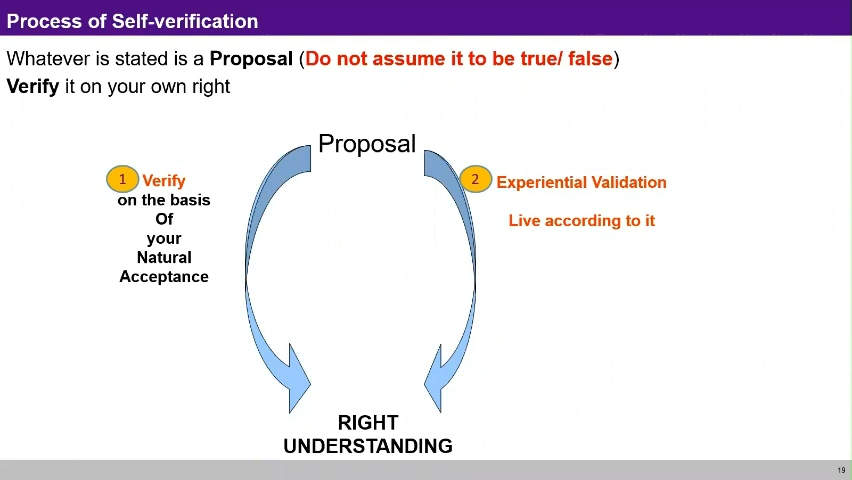 Process of Self-verification
Whatever is stated is a Proposal (Do not assume it to be true/ false)
Verify it on your own right
Proposal
1 Verify
on the basis
Of
your
Natural
Acceptance
2 Experiential Validation
Live according to it
RIGHT
UNDERSTANDING
19